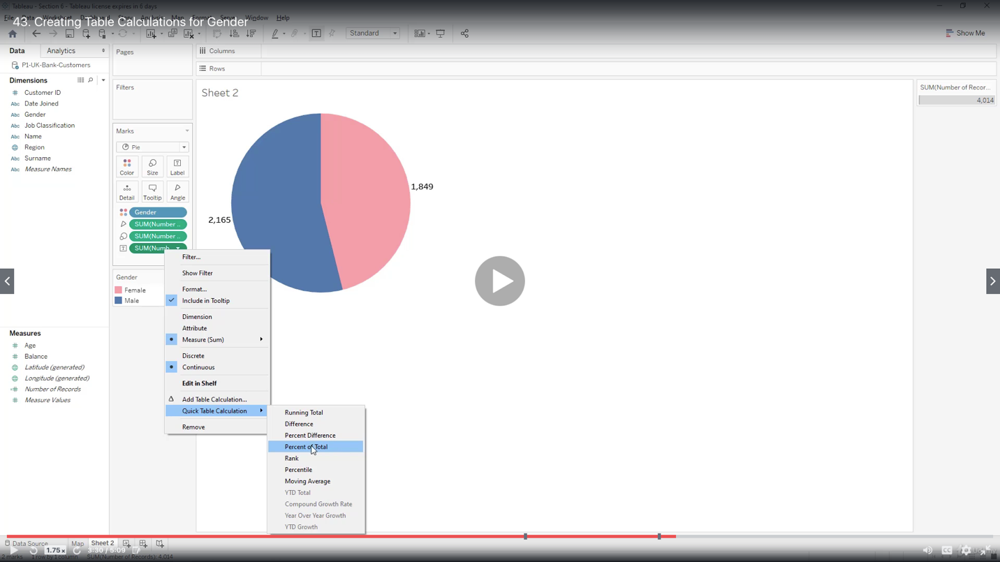 Tableau - Section 6 - Tableau license expires in 6 days
43. Creating Table Calculations for Gender
File Data Worksheet Dashboard Story Analysis Map Format Server Window Help
Standard
Show Me
Data Analytics
P1-UK-Bank-Customers
Dimensions
Customer ID
Abc Date Joined
Abc Gender
Abc Job Classification
Abc Name
Region
Abc Surname
Abc Measure Names
Measures
Age
Balance
Latitude (generated)
Longitude (generated)
Number of Records
Measure Values
Pages
Filters
Marks
Pie
Color Size Label
Detail Tooltip Angle
Gender
SUM(Number ..
SUM(Number ..
SUM(Numb..
Gender
Female
Male
Columns
Rows
Sheet 2
1,849
2,165
SUM(Number of Recor...
4,014
Filter...
Show Filter
Format...
Include in Tooltip
Dimension
Attribute
Measure (Sum)
Discrete
Continuous
Edit in Shelf
Add Table Calculation...
Quick Table Calculation
Remove
Running Total
Difference
Percent Difference
Percent of Total
Rank
Percentile
Moving Average
YTD Total
Compound Growth Rate
Year Over Year Growth
YTD Growth
Data Source Map Sheet 2
1.75x 3:30 / 5:09
2 marks 1 row by 1 column SUM(Number of Records): 4,014